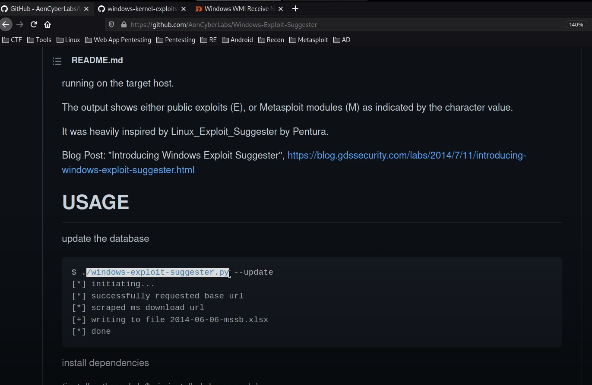 GitHub - AonCyberLabs/
windows-kernel-exploits
Windows WMI Receive
https://github.com/AonCyberLabs/Windows-Exploit-Suggester
140%
CTF Tools Linux Web App Pentesting Pentesting RE Android Recon Metasploit AD
README.md
running on the target host.
The output shows either public exploits (E), or Metasploit modules (M) as indicated by the character value.
It was heavily inspired by Linux_Exploit_Suggester by Pentura.
Blog Post: "Introducing Windows Exploit Suggester", https://blog.gdssecurity.com/labs/2014/7/11/introducing-
windows-exploit-suggester.html
USAGE
update the database
$ ./windows-exploit-suggester.py --update
[*] initiating...
[*] successfully requested base url
[*] scraped ms download url
[+] writing to file 2014-06-06-mssb.xlsx
[*] done
install dependencies